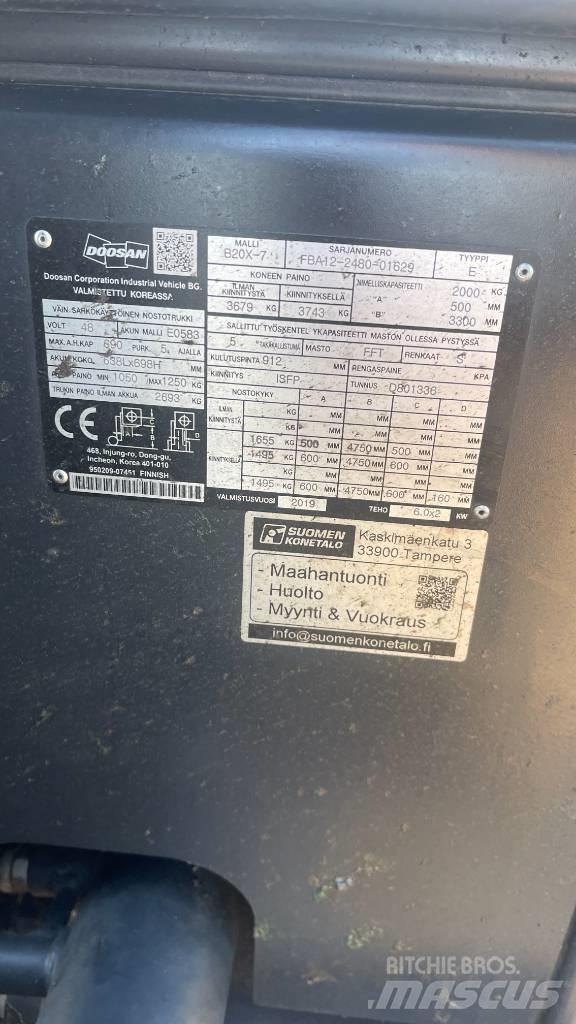 DOOSAN
Doosan Corporation Industrial Vehicle BG.
VALMISTETTU KOREASSA
VAIN SÄHKÖKÄYTTÖINEN NOSTOTRUKKI
VOLT 48 AKUN MALLI E0583
MAX. A.H.KAP 690 PURK. 5 AJALLA
AKUN KOKO L 638Lx698H
PAINO MIN 1050 /MAX 1250 KG
TRUKIN PAINO ILMAN AKKUA 2693 KG
CE
468, Injung-ro, Dong-gu,
Incheon, Korea 401-010
950209-07451 FINNISH
MALLI SARJANUMERO TYYPPI
B20X-7 FBA12-2480-01629 E
KONEEN PAINO NIMELLISKAPASITEETTI 2000 KG
ILMAN KIINNITYSTÄ KIINNITYKSELLÄ "A" 500 MM
3679 KG 3743 KG "B" 3300 MM
SALLITTU TYÖSKENTEL YKAPASITEETTI MASTON OLLESSA PYSTYSSÄ
5 °TAKAKALLISTUMA MASTO FFT RENKAAT S
KULUTUSPINTA 912 MM RENGASPAINE KPA
KIINNITYS ISFP TUNNUS D801336
NOSTOKYKY A B C D
ILMAN KIINNITYSTÄ KG MM MM MM MM
KG
KIINNITYKSELLÄ 1655 KG 500 MM 4750 MM 500 MM MM
1495 KG 600 MM 4750 MM 600 MM MM
1495 KG 600 MM 4750 MM 600 MM 160 MM
VALMISTUSVUOSI 2019 TEHO 6.0x2 KW
SUOMEN KONETALO
Kaskimäenkatu 3
33900 Tampere
- Maahantuonti
- Huolto
- Myynti & Vuokraus
info@suomenkonetalo.fi
RITCHIE BROS.
MASCUS